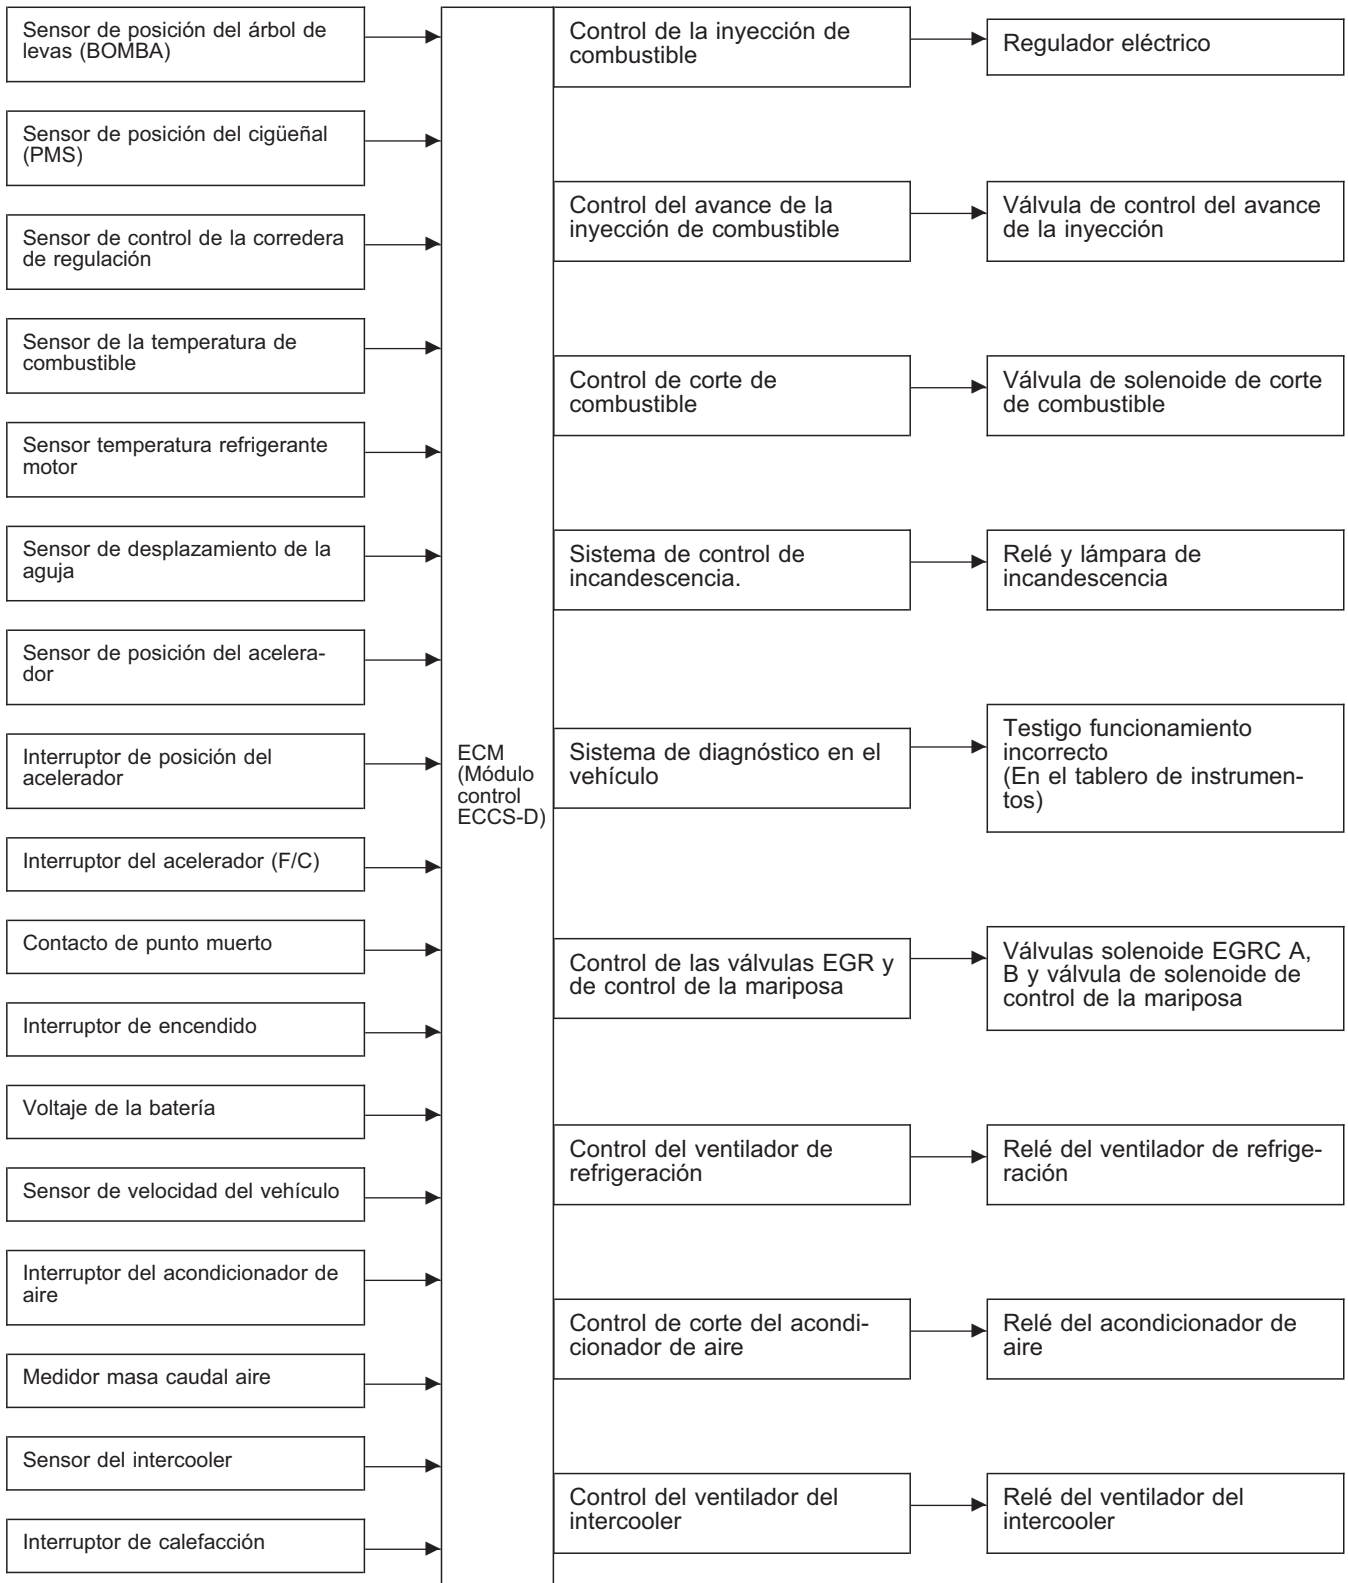 Sensor de posición del árbol de
levas (BOMBA)
Sensor de posición del cigüeñal
(PMS)
Sensor de control de la corredera
de regulación
Sensor de la temperatura de
combustible
Sensor temperatura refrigerante
motor
Sensor de desplazamiento de la
aguja
Sensor de posición del acelera-
dor
Interruptor de posición del
acelerador
Interruptor del acelerador (F/C)
Contacto de punto muerto
Interruptor de encendido
Voltaje de la batería
Sensor de velocidad del vehículo
Interruptor del acondicionador de
aire
Medidor masa caudal aire
Sensor del intercooler
Interruptor de calefacción
ECM
(Módulo
control
ECCS-D)
Control de la inyección de
combustible
Regulador eléctrico
Control del avance de la
inyección de combustible
Válvula de control del avance
de la inyección
Control de corte de
combustible
Válvula de solenoide de corte
de combustible
Sistema de control de
incandescencia.
Relé y lámpara de
incandescencia
Sistema de diagnóstico en el
vehículo
Testigo funcionamiento
incorrecto
(En el tablero de instrumen-
tos)
Control de las válvulas EGR y
de control de la mariposa
Válvulas solenoide EGRC A,
B y válvula de solenoide de
control de la mariposa
Control del ventilador de
refrigeración
Relé del ventilador de refrige-
ración
Control de corte del acondi-
cionador de aire
Relé del acondicionador de
aire
Control del ventilador del
intercooler
Relé del ventilador del
intercooler